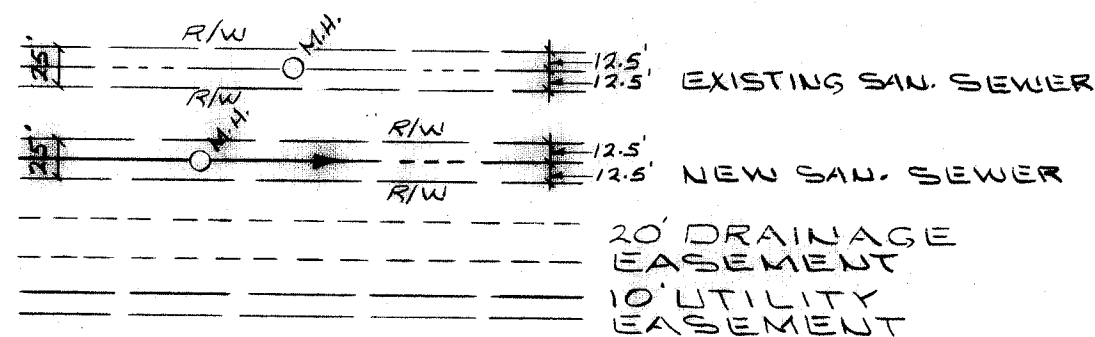 R/W
M.H.
25'
12.5'
12.5'
EXISTING SAN. SEWER
R/W
M.H.
R/W
25'
12.5'
12.5'
NEW SAN. SEWER
R/W
20' DRAINAGE
EASEMENT
10' UTILITY
EASEMENT